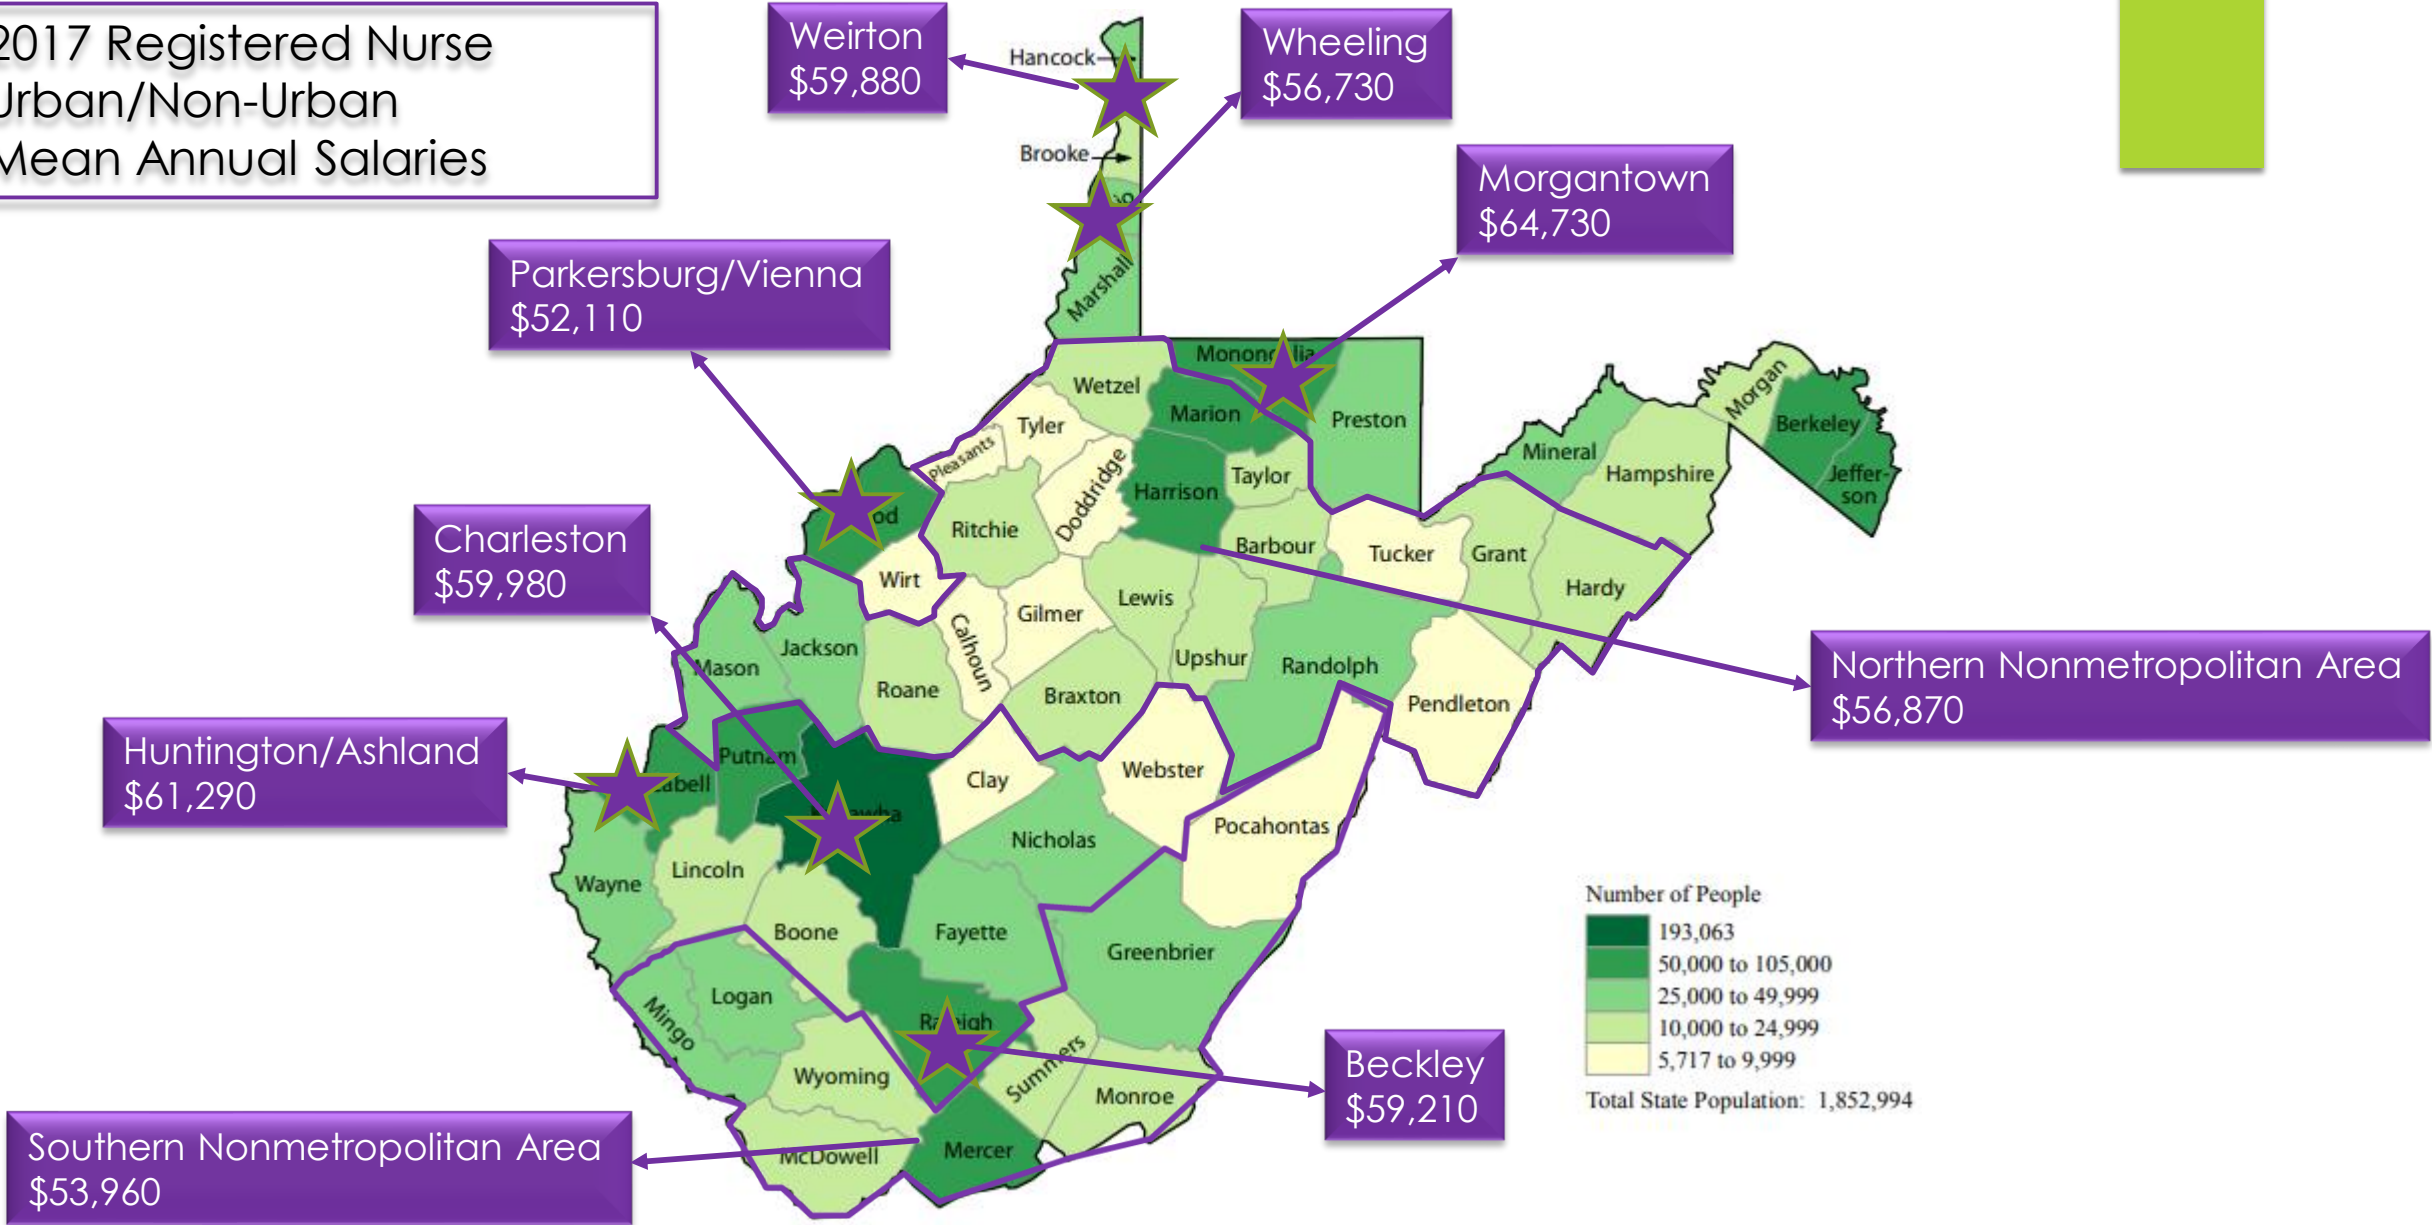 2017 Registered Nurse
Urban/Non-Urban
Mean Annual Salaries
Weirton
$59,880
Wheeling
$56,730
Morgantown
$64,730
Parkersburg/Vienna
$52,110
Charleston
$59,980
Huntington/Ashland
$61,290
Southern Nonmetropolitan Area
$53,960
Beckley
$59,210
Northern Nonmetropolitan Area
$56,870
Hancock
Brooke
Marshall
Wetzel
Marion
Preston
Tyler
Pleasants
Doddridge
Harrison
Taylor
Ritchie
Barbour
Tucker
Grant
Mineral
Hampshire
Morgan
Berkeley
Jeffer-
son
Hardy
Wirt
Lewis
Gilmer
Calhoun
Jackson
Mason
Roane
Braxton
Upshur
Randolph
Pendleton
Putnam
Clay
Webster
Pocahontas
Nicholas
Wayne
Lincoln
Boone
Fayette
Greenbrier
Logan
Mingo
Wyoming
Summers
Monroe
McDowell
Mercer
Number of People
193,063
50,000 to 105,000
25,000 to 49,999
10,000 to 24,999
5,717 to 9,999
Total State Population: 1,852,994